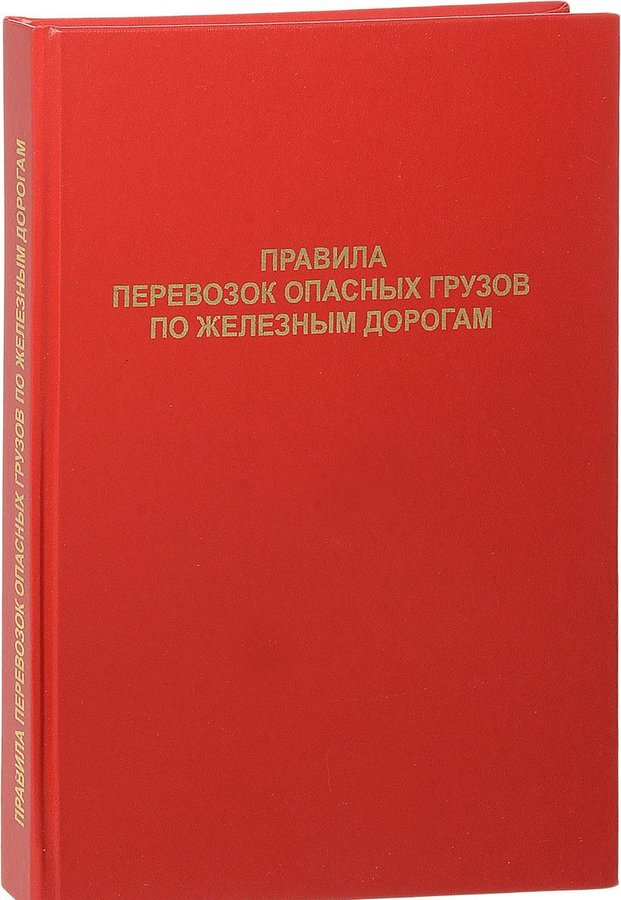 ПРАВИЛА
ПЕРЕВОЗОК ОПАСНЫХ ГРУЗОВ
ПО ЖЕЛЕЗНЫМ ДОРОГАМ
ПРАВИЛА ПЕРЕВОЗОК ОПАСНЫХ ГРУЗОВ ПО ЖЕЛЕЗНЫМ ДОРОГАМ